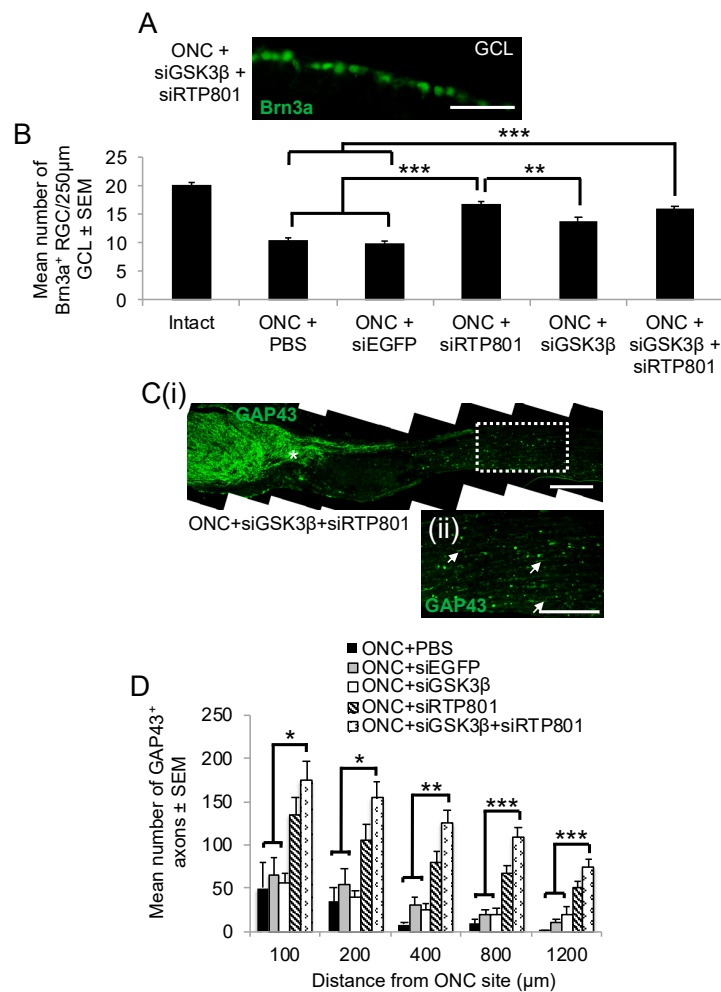 A
ONC +
siGSK3β +
siRTP801
GCL
Brn3a
B
***
***
**
25
20
15
10
5
0
Mean number of
Brn3a⁺ RGC/250µm
GCL ± SEM
Intact
ONC +
PBS
ONC +
siEGFP
ONC +
siRTP801
ONC +
siGSK3β
ONC +
siGSK3β +
siRTP801
C(i)
GAP43
*
ONC+siGSK3β+siRTP801
(ii)
GAP43
D
ONC+PBS
ONC+siEGFP
ONC+siGSK3β
ONC+siRTP801
ONC+siGSK3β+siRTP801
250
200
150
100
50
0
Mean number of GAP43⁺
axons ± SEM
*
*
**
***
***
100
200
400
800
1200
Distance from ONC site (µm)